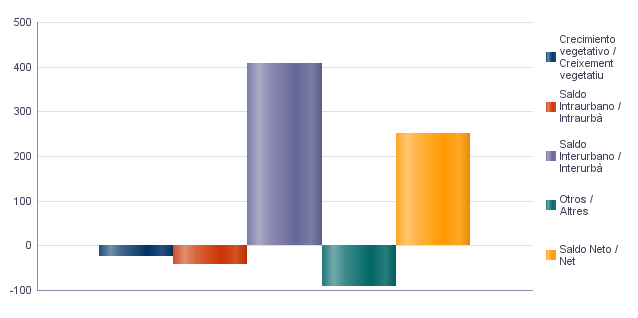 500
400
300
200
100
0
-100
Crecimiento
vegetativo /
Creixement
vegetatiu
Saldo
Intraurbano /
Intraurbà
Saldo
Interurbano /
Interurbà
Otros /
Altres
Saldo Neto /
Net